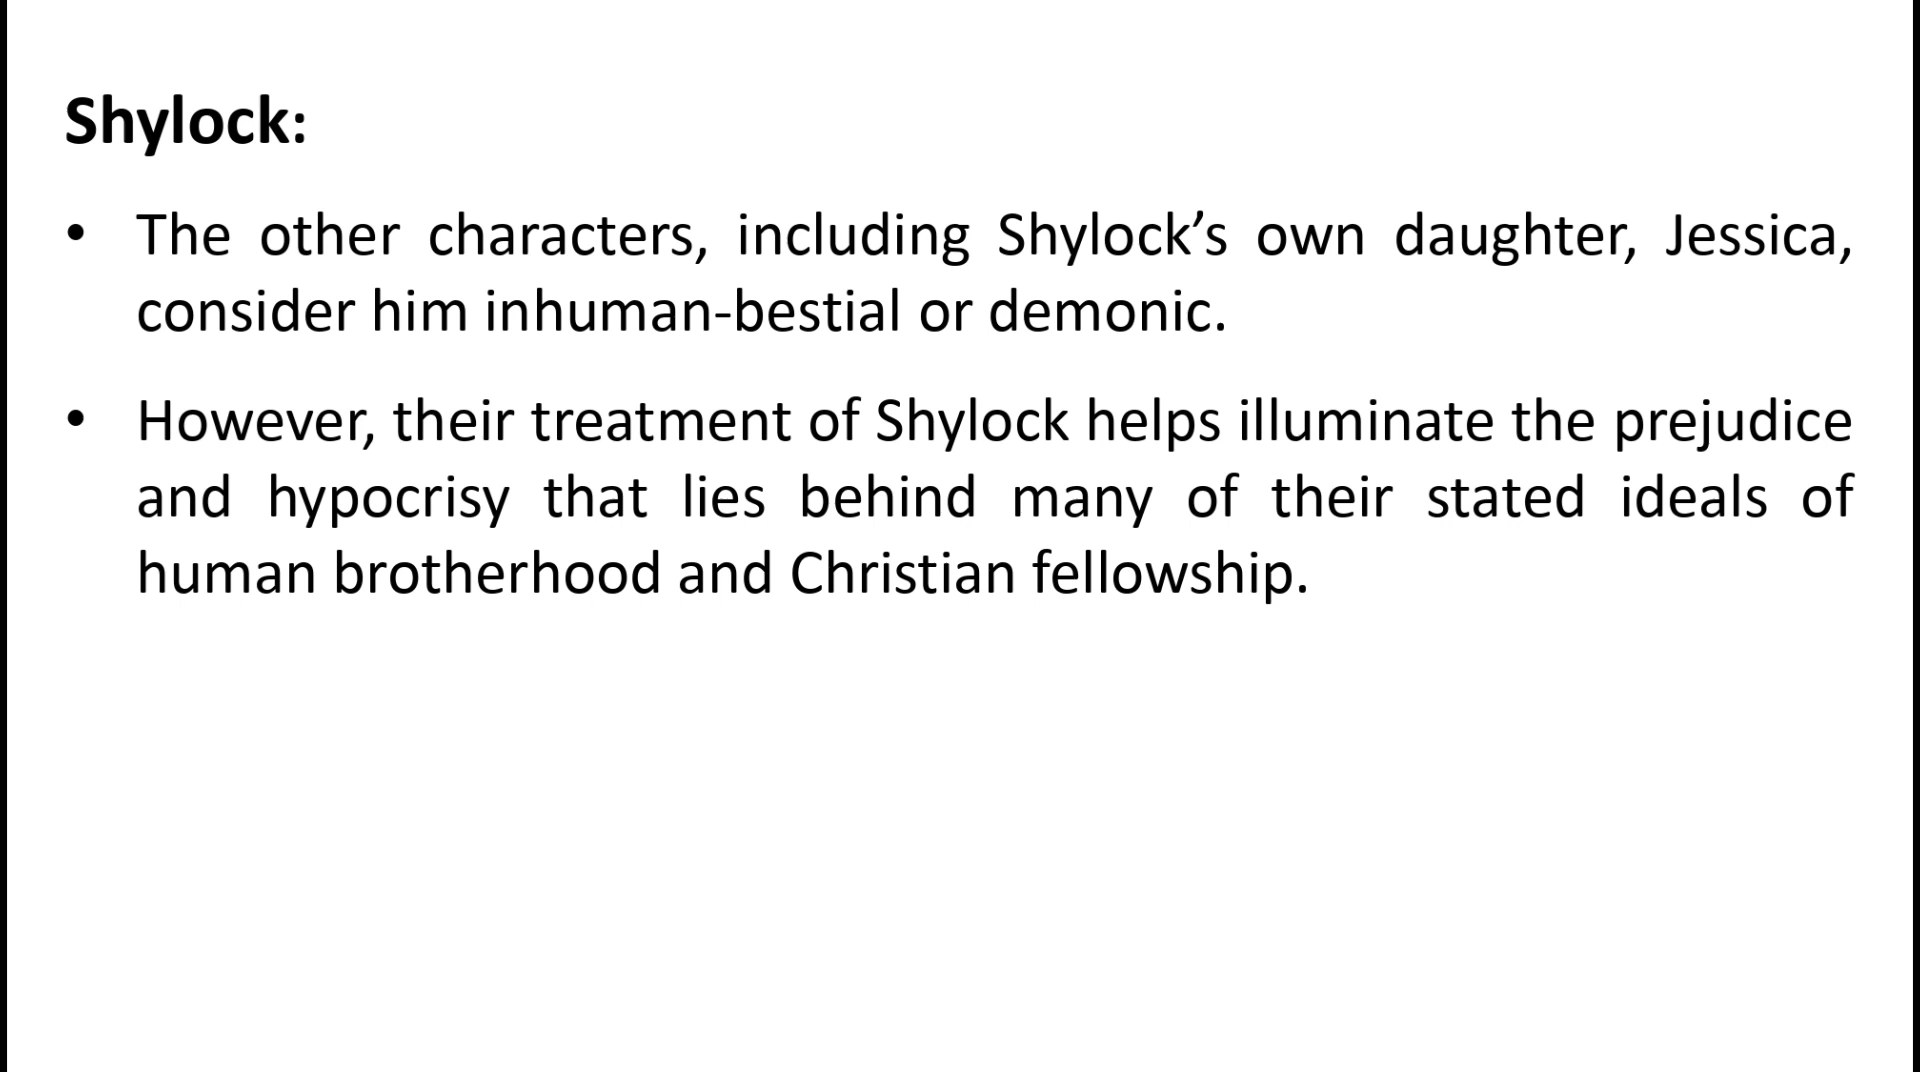 Shylock:
• The other characters, including Shylock’s own daughter, Jessica,
consider him inhuman-bestial or demonic.
• However, their treatment of Shylock helps illuminate the prejudice
and hypocrisy that lies behind many of their stated ideals of
human brotherhood and Christian fellowship.